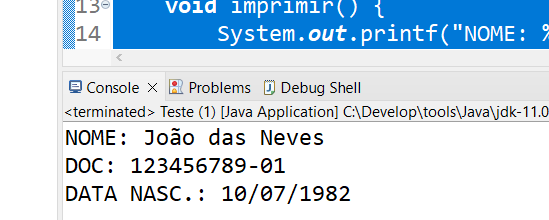 13 void imprimir() {
14 System.out.printf("NOME: %
Console Problems Debug Shell
<terminated> Teste (1) [Java Application] C:\Develop\tools\Java\jdk-11.0
NOME: João das Neves
DOC: 123456789-01
DATA NASC.: 10/07/1982